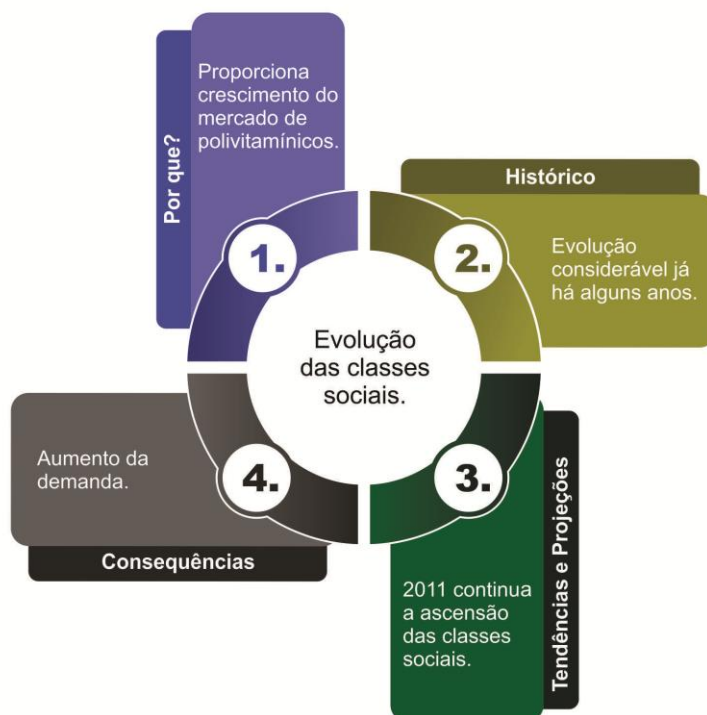 Por que?
1.
Proporciona
crescimento do
mercado de
polivitamínicos.
Histórico
2.
Evolução
considerável já
há alguns anos.
Evolução
das classes
sociais.
3.
Tendências e Projeções
2011 continua
a ascensão
das classes
sociais.
4.
Aumento da
demanda.
Consequências